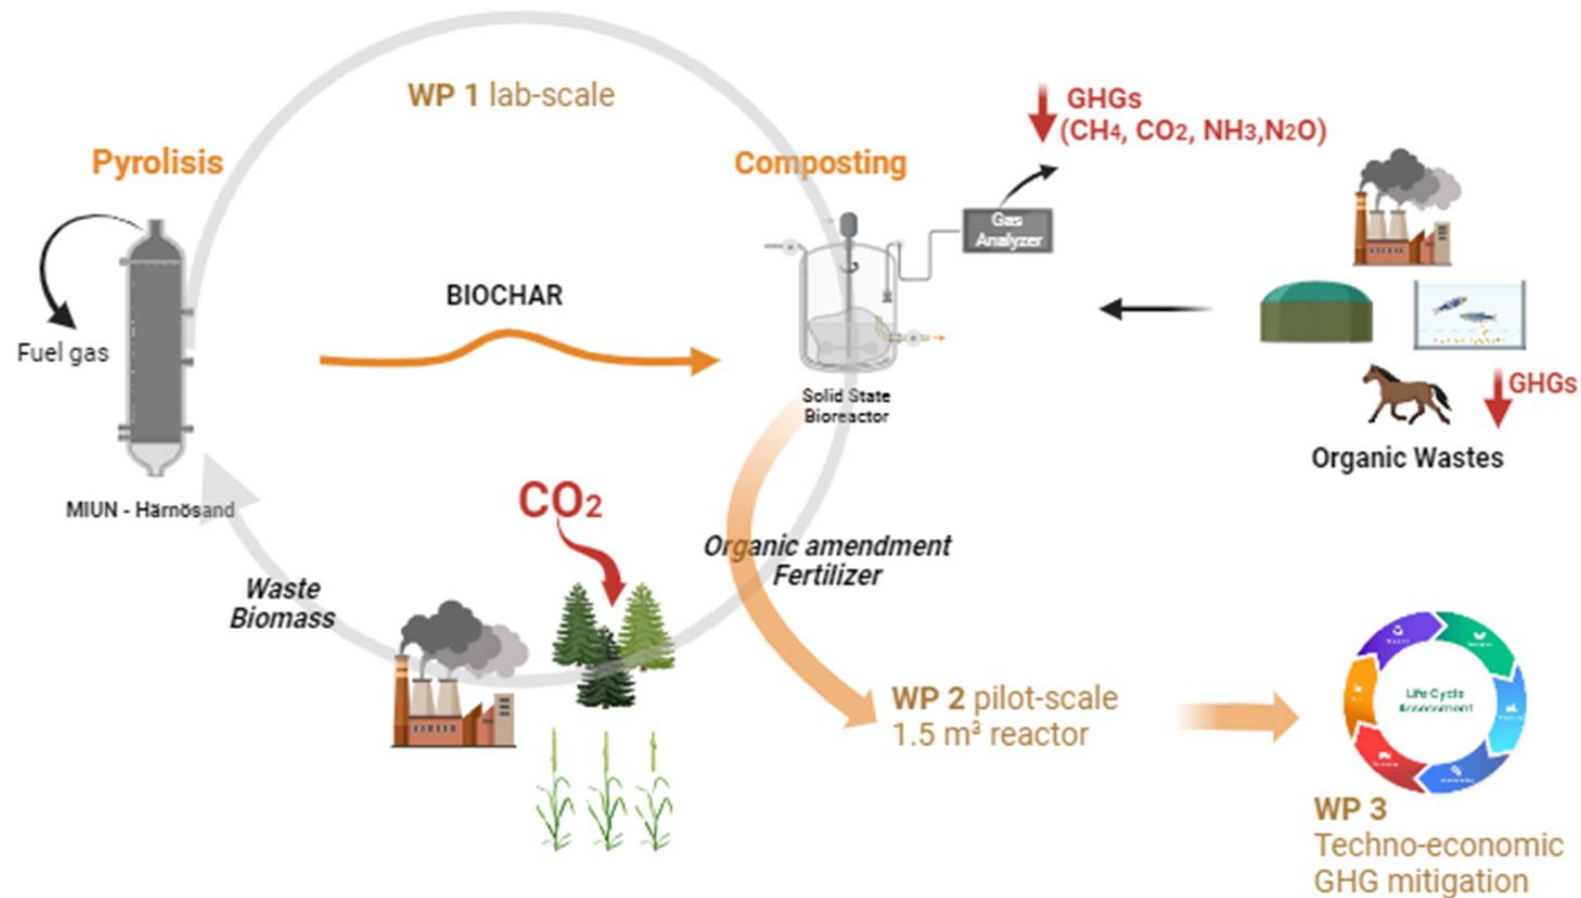 WP 1 lab-scale
GHGs
(CH4, CO2, NH3,N2O)
Pyrolisis
Composting
Gas
Analyzer
BIOCHAR
Fuel gas
Solid State
Bioreactor
GHGs
Organic Wastes
MIUN - Härnösand
CO2
Organic amendment
Fertilizer
Waste
Biomass
WP 2 pilot-scale
1.5 m³ reactor
Life Cycle
Assessment
WP 3
Techno-economic
GHG mitigation